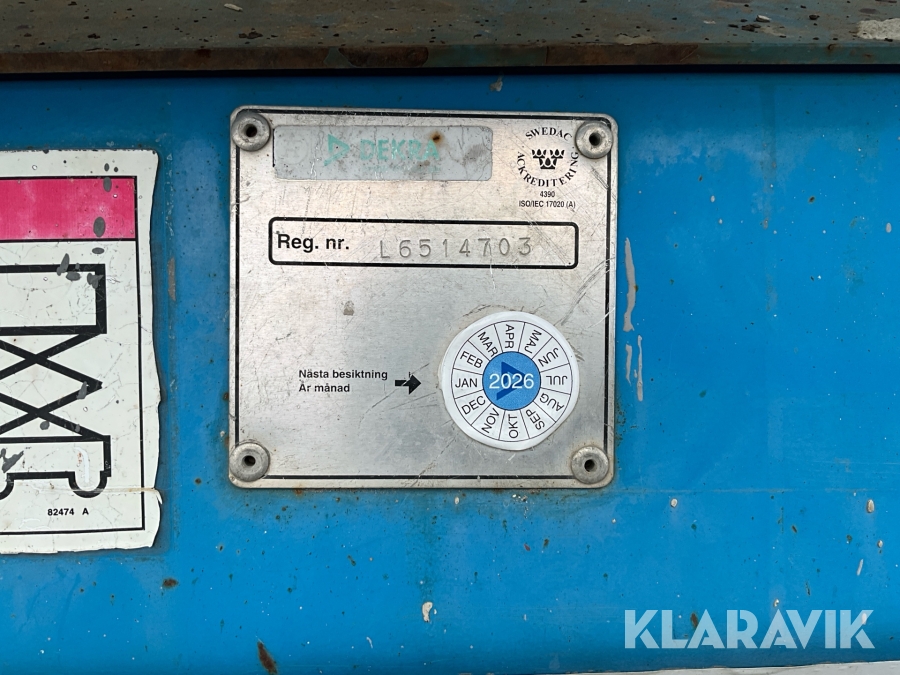 DEKRA
SWEDAC
ACKREDITERING
4390
ISO/IEC 17020 (A)
Reg. nr. L6514703
Nästa besiktning
År månad
JAN FEB MAR APR MAJ JUN JUL AUG SEP OKT NOV DEC
2026
82474 A
KLARAVIK